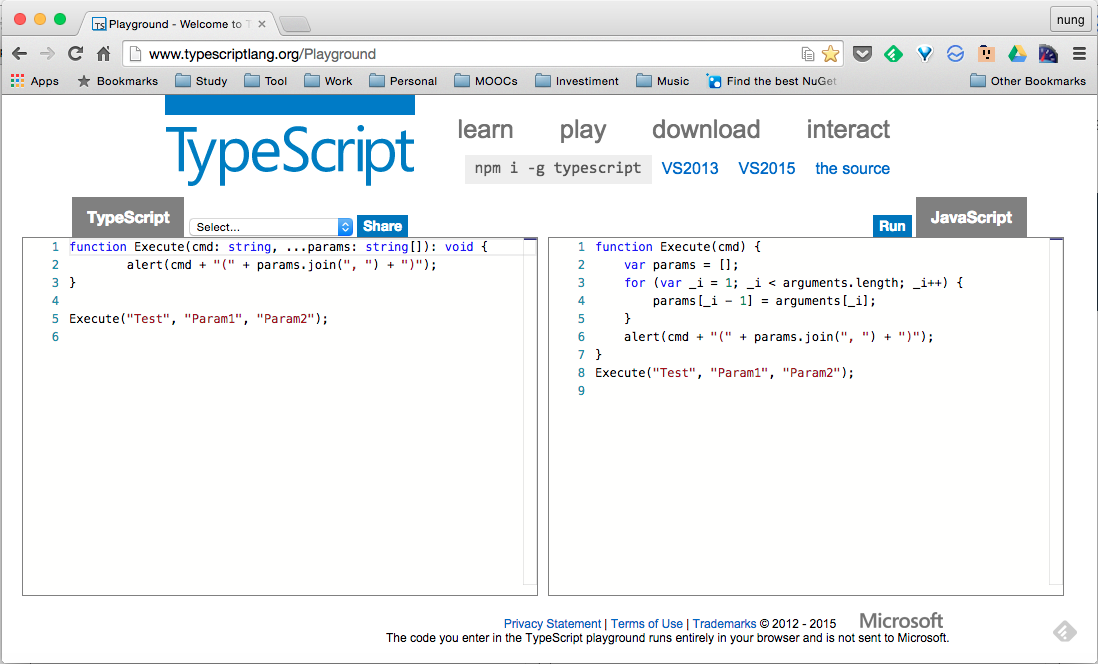 Playground - Welcome to T
nung
www.typescriptlang.org/Playground
Apps Bookmarks Study Tool Work Personal MOOCs Investiment Music Find the best NuGet Other Bookmarks
TypeScript
learn play download interact
npm i -g typescript VS2013 VS2015 the source
TypeScript Select... Share
Run JavaScript
1 function Execute(cmd: string, ...params: string[]): void {
2 alert(cmd + "(" + params.join(", ") + ")");
3 }
4
5 Execute("Test", "Param1", "Param2");
6
1 function Execute(cmd) {
2 var params = [];
3 for (var _i = 1; _i < arguments.length; _i++) {
4 params[_i - 1] = arguments[_i];
5 }
6 alert(cmd + "(" + params.join(", ") + ")");
7 }
8 Execute("Test", "Param1", "Param2");
9
Privacy Statement | Terms of Use | Trademarks © 2012 - 2015 Microsoft
The code you enter in the TypeScript playground runs entirely in your browser and is not sent to Microsoft.